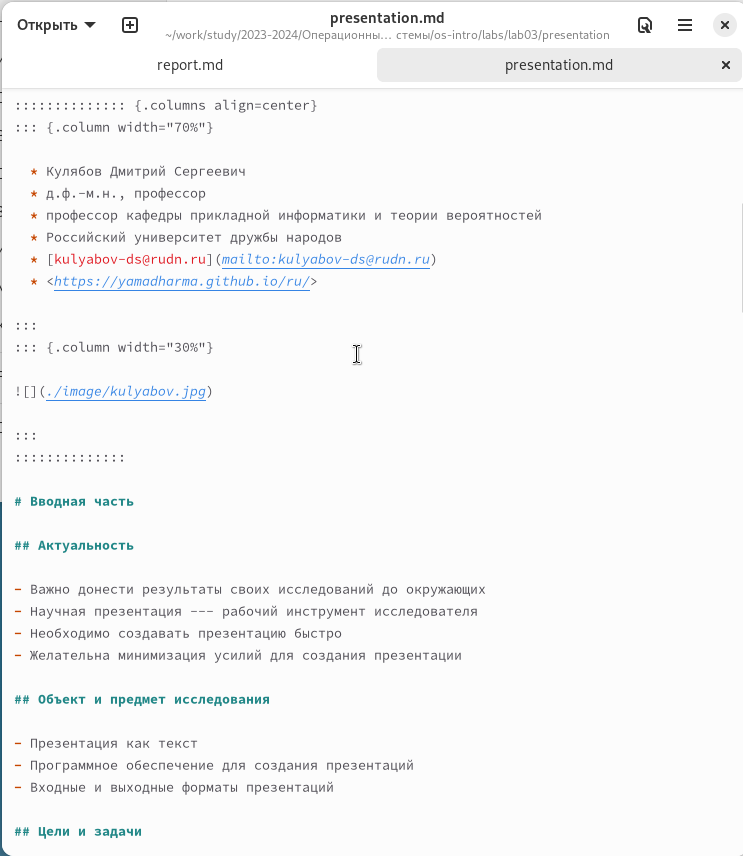 Открыть
presentation.md
~/work/study/2023-2024/Операционны... стемы/os-intro/labs/lab03/presentation
report.md
presentation.md
:::::::::::::: {.columns align=center}
::: {.column width="70%"}
* Кулябов Дмитрий Сергеевич
* д.ф.-м.н., профессор
* профессор кафедры прикладной информатики и теории вероятностей
* Российский университет дружбы народов
* [kulyabov-ds@rudn.ru](mailto:kulyabov-ds@rudn.ru)
* <https://yamadharma.github.io/ru/>
:::
::: {.column width="30%"}
![](./image/kulyabov.jpg)
:::
::::::::::::::
# Вводная часть
## Актуальность
- Важно донести результаты своих исследований до окружающих
- Научная презентация --- рабочий инструмент исследователя
- Необходимо создавать презентацию быстро
- Желательна минимизация усилий для создания презентации
## Объект и предмет исследования
- Презентация как текст
- Программное обеспечение для создания презентаций
- Входные и выходные форматы презентаций
## Цели и задачи